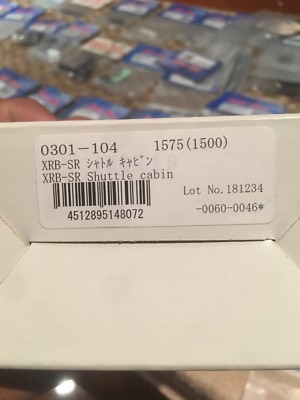 0301-104 1575(1500)
XRB-SR ｼｬﾄﾙ ｷｬﾋﾞﾝ
XRB-SR Shuttle cabin
Lot No.181234
4512895148072
-0060-0046*